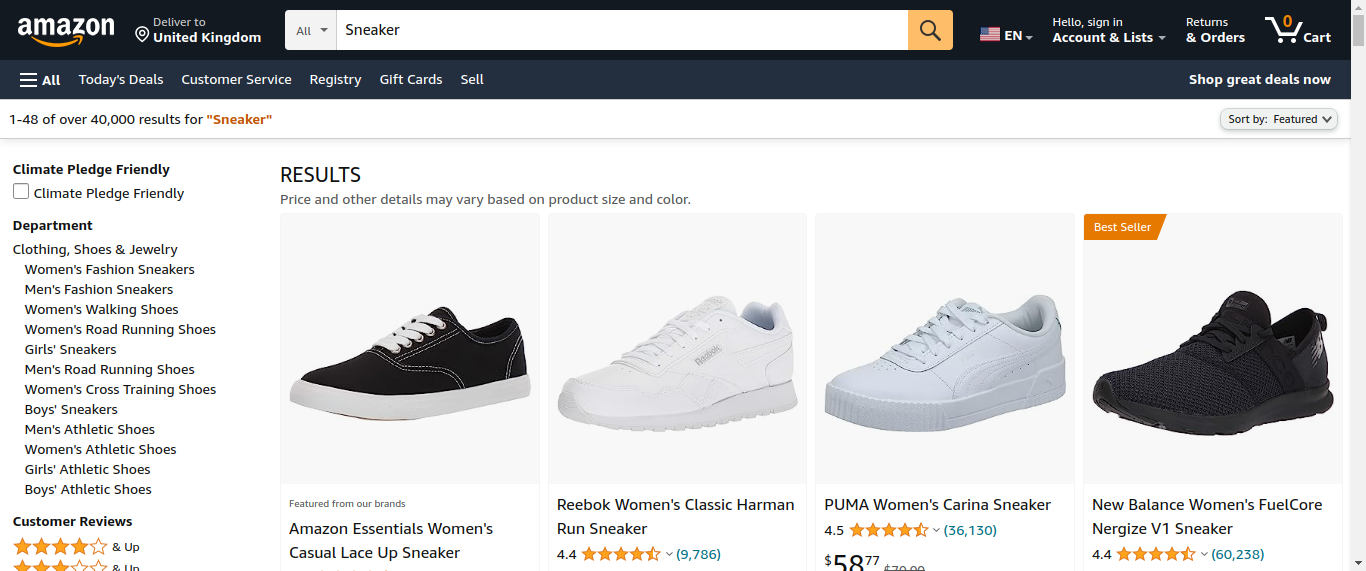 amazon
Deliver to
United Kingdom
All
Sneaker
EN
Hello, sign in
Account & Lists
Returns
& Orders
0
Cart
All
Today's Deals
Customer Service
Registry
Gift Cards
Sell
Shop great deals now
1-48 of over 40,000 results for "Sneaker"
Sort by: Featured
Climate Pledge Friendly
Climate Pledge Friendly
Department
Clothing, Shoes & Jewelry
Women's Fashion Sneakers
Men's Fashion Sneakers
Women's Walking Shoes
Women's Road Running Shoes
Girls' Sneakers
Men's Road Running Shoes
Women's Cross Training Shoes
Boys' Sneakers
Men's Athletic Shoes
Women's Athletic Shoes
Girls' Athletic Shoes
Boys' Athletic Shoes
Customer Reviews
& Up
& Up
RESULTS
Price and other details may vary based on product size and color.
Featured from our brands
Amazon Essentials Women's
Casual Lace Up Sneaker
Reebok
Reebok Women's Classic Harman
Run Sneaker
4.4 (9,786)
PUMA Women's Carina Sneaker
4.5 (36,130)
$58.77 $70.00
Best Seller
New Balance Women's FuelCore
Nergize V1 Sneaker
4.4 (60,238)